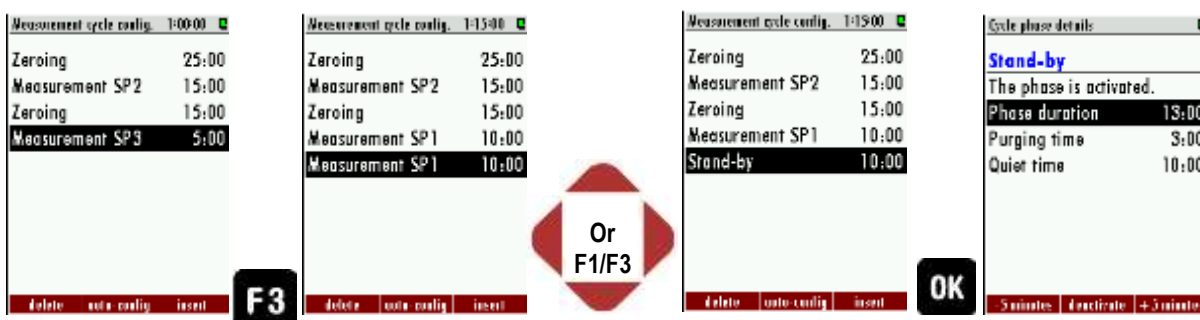 Measurement cycle config. 1:00:00
Zeroing 25:00
Measurement SP2 15:00
Zeroing 15:00
Measurement SP3 5:00
delete auto-config insert
F3
Measurement cycle config. 1:15:00
Zeroing 25:00
Measurement SP2 15:00
Zeroing 15:00
Measurement SP1 10:00
Measurement SP1 10:00
delete auto-config insert
Or
F1/F3
Measurement cycle config. 1:15:00
Zeroing 25:00
Measurement SP2 15:00
Zeroing 15:00
Measurement SP1 10:00
Stand-by 10:00
delete auto-config insert
OK
Cycle phase details
Stand-by
The phase is activated.
Phase duration 13:00
Purging time 3:00
Quiet time 10:00
-5 minutes deactivate +5 minutes